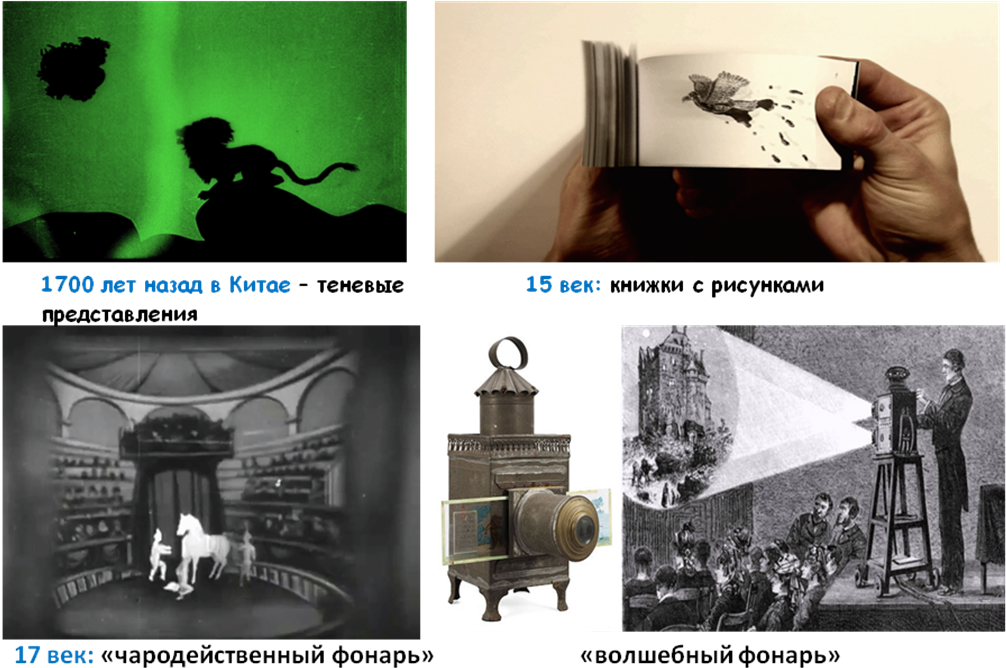 1700 лет назад в Китае – теневые
представления
15 век: книжки с рисунками
17 век: «чародейственный фонарь»
«волшебный фонарь»